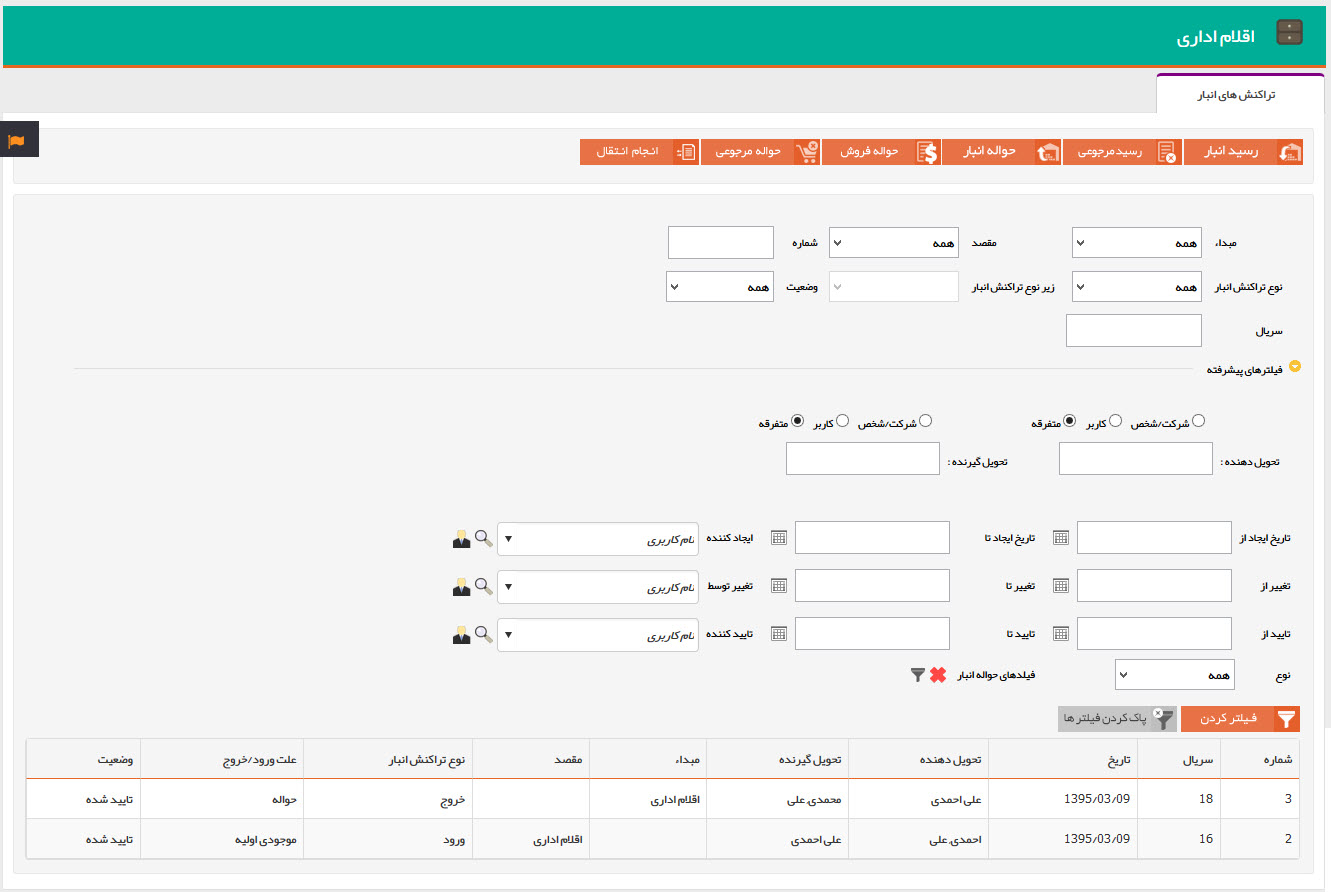 اقلام اداری
تراکنش های انبار
رسید انبار رسید مرجوعی حواله انبار حواله فروش حواله مرجوعی انجام انتقال
مبداء همه مقصد همه شماره
نوع تراکنش انبار همه زیر نوع تراکنش انبار وضعیت همه
سریال
فیلترهای پیشرفته
شرکت/شخص کاربر متفرقه شرکت/شخص کاربر متفرقه
تحویل دهنده : تحویل گیرنده :
تاریخ ایجاد از تاریخ ایجاد تا ایجاد کننده نام کاربری
تغییر از تغییر تا تغییر توسط نام کاربری
تایید از تایید تا تایید کننده نام کاربری
نوع همه فیلدهای حواله انبار
فیلتر کردن پاک کردن فیلتر ها
شماره سریال تاریخ تحویل دهنده تحویل گیرنده مبداء مقصد نوع تراکنش انبار علت ورود/خروج وضعیت
3 18 1395/03/09 علی احمدی محمدی,علی اقلام اداری خروج حواله تایید شده
2 16 1395/03/09 احمدی,علی علی احمدی اقلام اداری ورود موجودی اولیه تایید شده